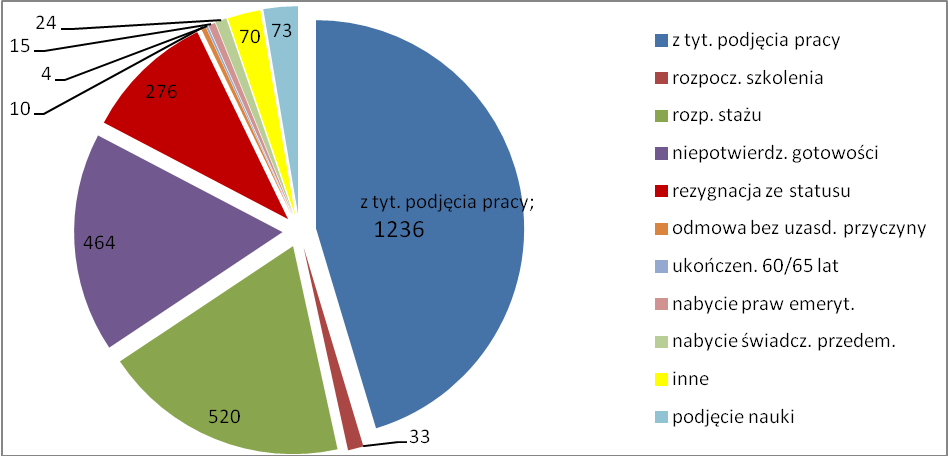 24
15
4
10
276
70
73
464
520
33
z tyt. podjęcia pracy;
1236
z tyt. podjęcia pracy
rozpocz. szkolenia
rozp. stażu
niepotwierdz. gotowości
rezygnacja ze statusu
odmowa bez uzasd. przyczyny
ukończen. 60/65 lat
nabycie praw emeryt.
nabycie świadcz. przedem.
inne
podjęcie nauki